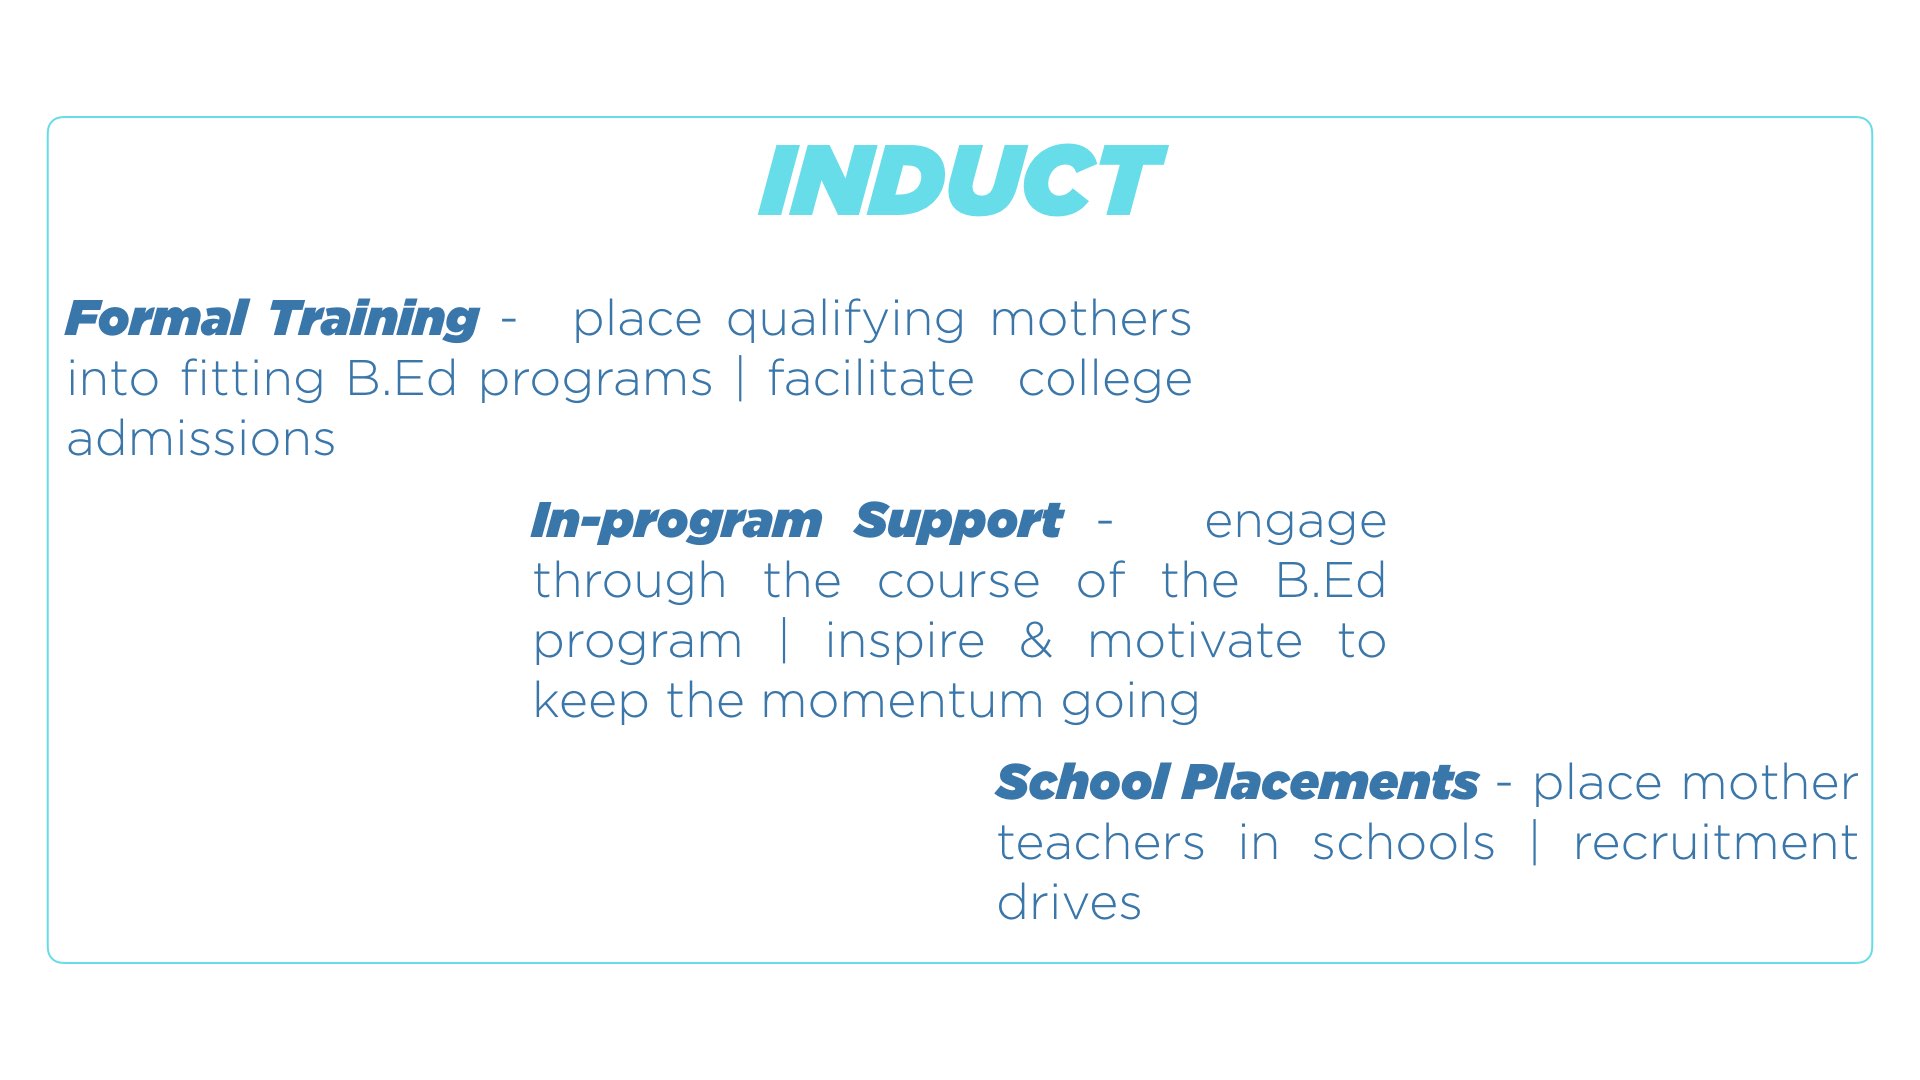 INDUCT
Formal Training - place qualifying mothers
into fitting B.Ed programs | facilitate college
admissions
In-program Support - engage
through the course of the B.Ed
program | inspire & motivate to
keep the momentum going
School Placements - place mother
teachers in schools | recruitment
drives